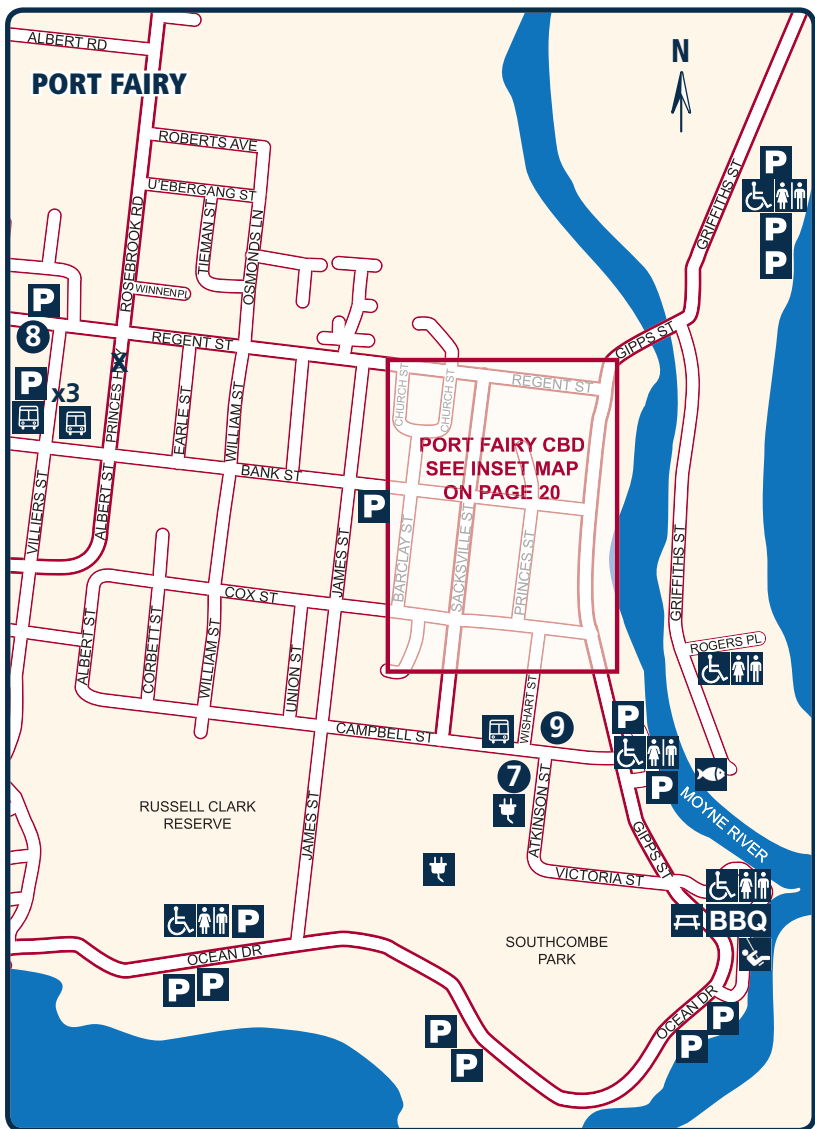 ALBERT RD
PORT FAIRY
N
ROBERTS AVE
U'EBERGANG ST
TIEMAN ST
OSMONDS LN
ROSEBROOK RD
WINNEN PL
GRIFFITHS ST
P
P
P
GIPPS ST
P
8
REGENT ST
REGENT ST
P
x3
X
PRINCES HWY
EARLE ST
WILLIAM ST
CHURCH ST
CHURCH ST
PORT FAIRY CBD
SEE INSET MAP
ON PAGE 20
BANK ST
P
VILLIERS ST
ALBERT ST
JAMES ST
BARCLAY ST
SACKSVILLE ST
PRINCES ST
GRIFFITHS ST
COX ST
ALBERT ST
CORBETT ST
WILLIAM ST
UNION ST
ROGERS PL
WISHART ST
CAMPBELL ST
9
P
7
P
MOYNE RIVER
RUSSELL CLARK
RESERVE
JAMES ST
ATKINSON ST
GIPPS ST
VICTORIA ST
P
BBQ
OCEAN DR
SOUTHCOMBE
PARK
P
P
OCEAN DR
P
P
P
P